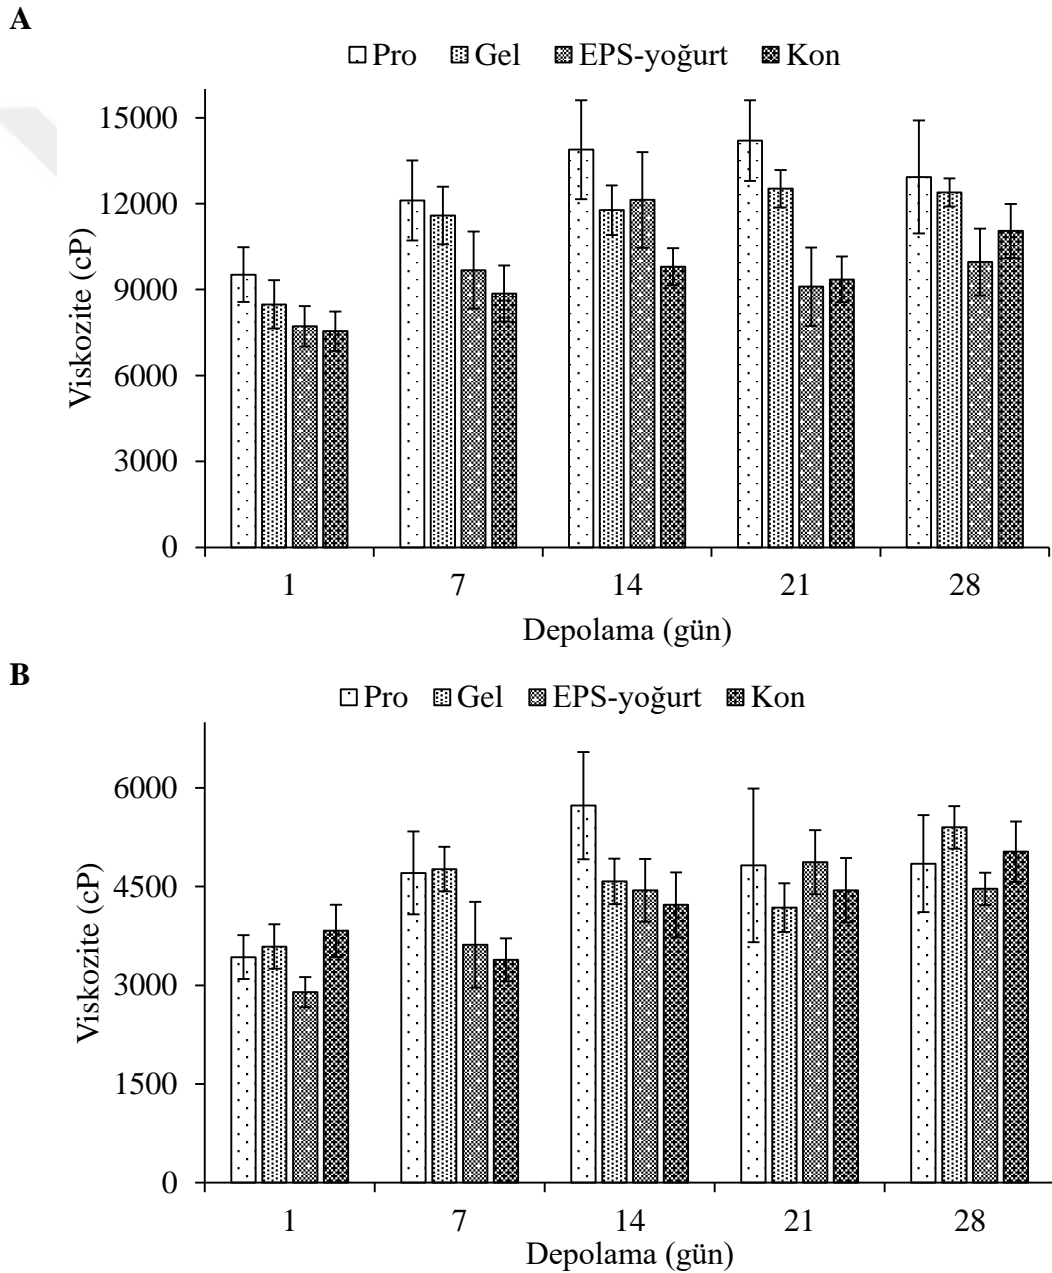 A
Pro Gel EPS-yoğurt Kon
15000
12000
9000
6000
3000
0
Viskozite (cP)
1 7 14 21 28
Depolama (gün)
B
Pro Gel EPS-yoğurt Kon
6000
4500
3000
1500
0
Viskozite (cP)
1 7 14 21 28
Depolama (gün)